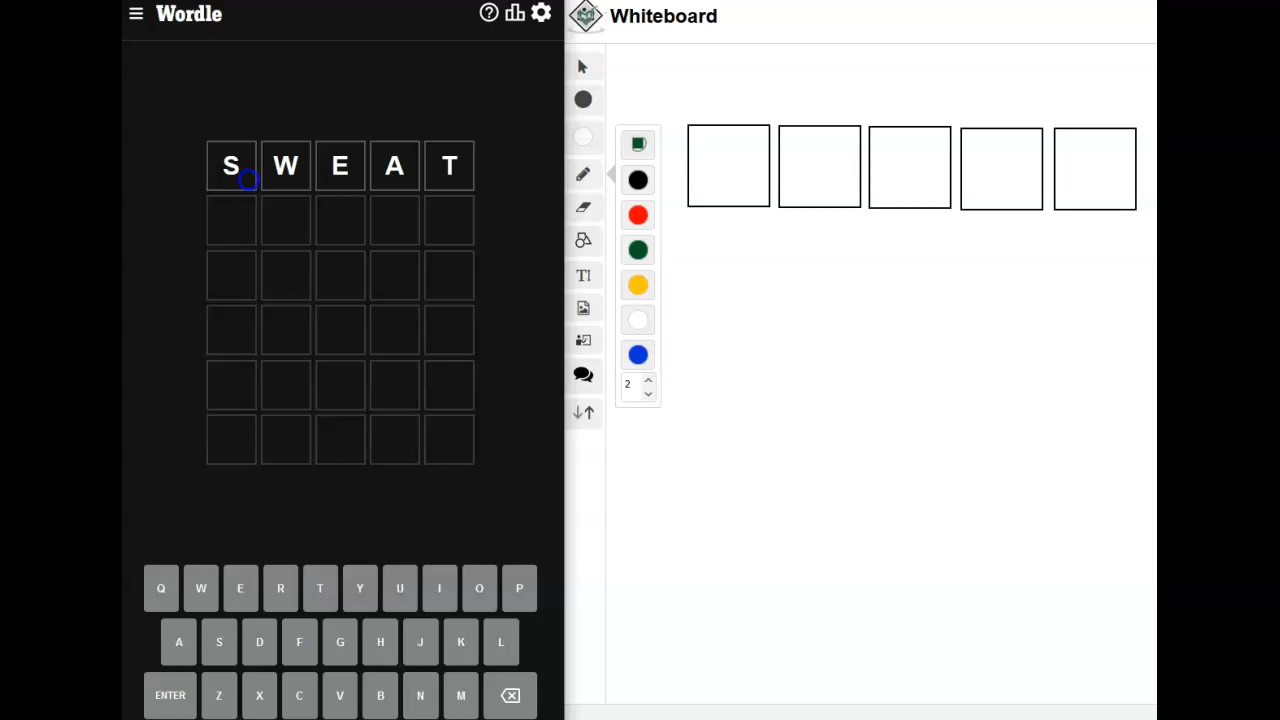 Wordle
Whiteboard
S W E A T
T
2
Q W E R T Y U I O P
A S D F G H J K L
ENTER Z X C V B N M